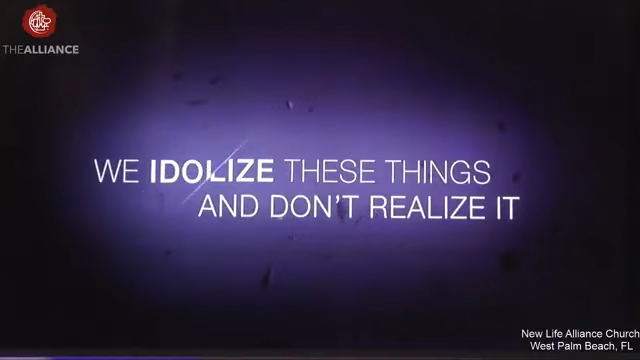 THEALLIANCE
WE IDOLIZE THESE THINGS
AND DON'T REALIZE IT
New Life Alliance Church
West Palm Beach, FL